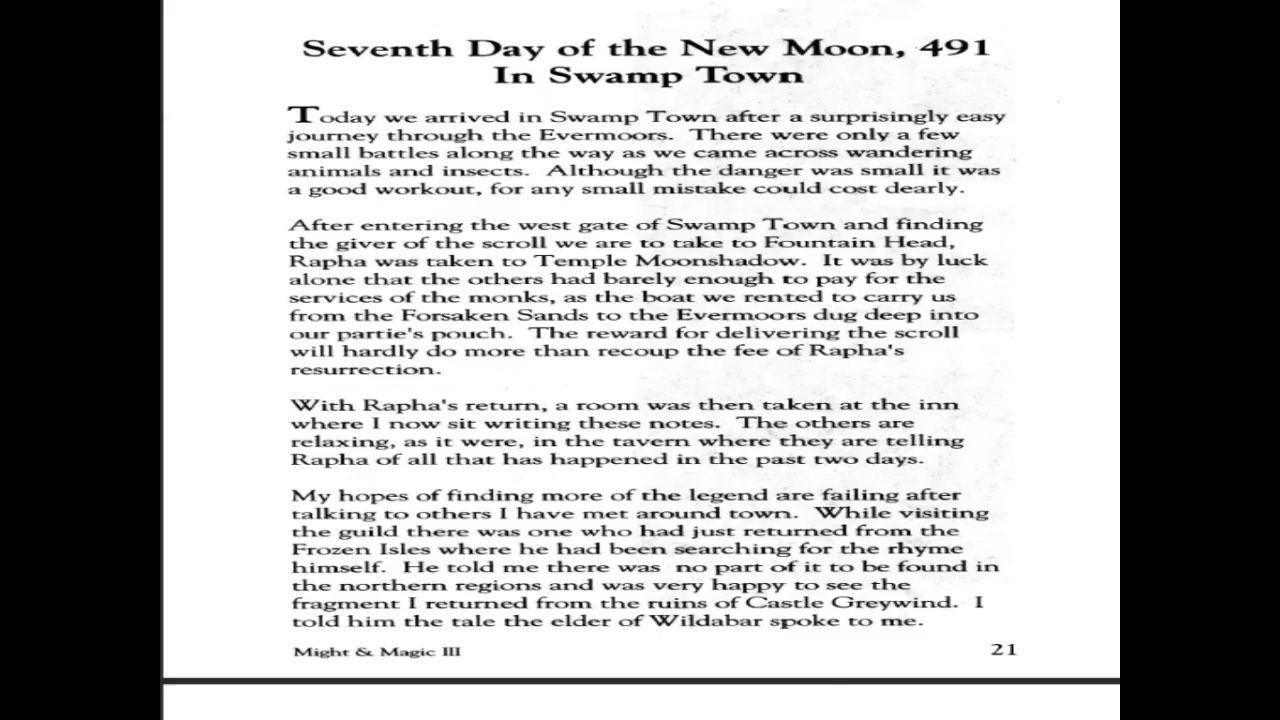 Seventh Day of the New Moon, 491
In Swamp Town
Today we arrived in Swamp Town after a surprisingly easy
journey through the Evermoors. There were only a few
small battles along the way as we came across wandering
animals and insects. Although the danger was small it was
a good workout, for any small mistake could cost dearly.
After entering the west gate of Swamp Town and finding
the giver of the scroll we are to take to Fountain Head,
Rapha was taken to Temple Moonshadow. It was by luck
alone that the others had barely enough to pay for the
services of the monks, as the boat we rented to carry us
from the Forsaken Sands to the Evermoors dug deep into
our partie's pouch. The reward for delivering the scroll
will hardly do more than recoup the fee of Rapha's
resurrection.
With Rapha's return, a room was then taken at the inn
where I now sit writing these notes. The others are
relaxing, as it were, in the tavern where they are telling
Rapha of all that has happened in the past two days.
My hopes of finding more of the legend are failing after
talking to others I have met around town. While visiting
the guild there was one who had just returned from the
Frozen Isles where he had been searching for the rhyme
himself. He told me there was no part of it to be found in
the northern regions and was very happy to see the
fragment I returned from the ruins of Castle Greywind. I
told him the tale the elder of Wildabar spoke to me.
Might & Magic III 21